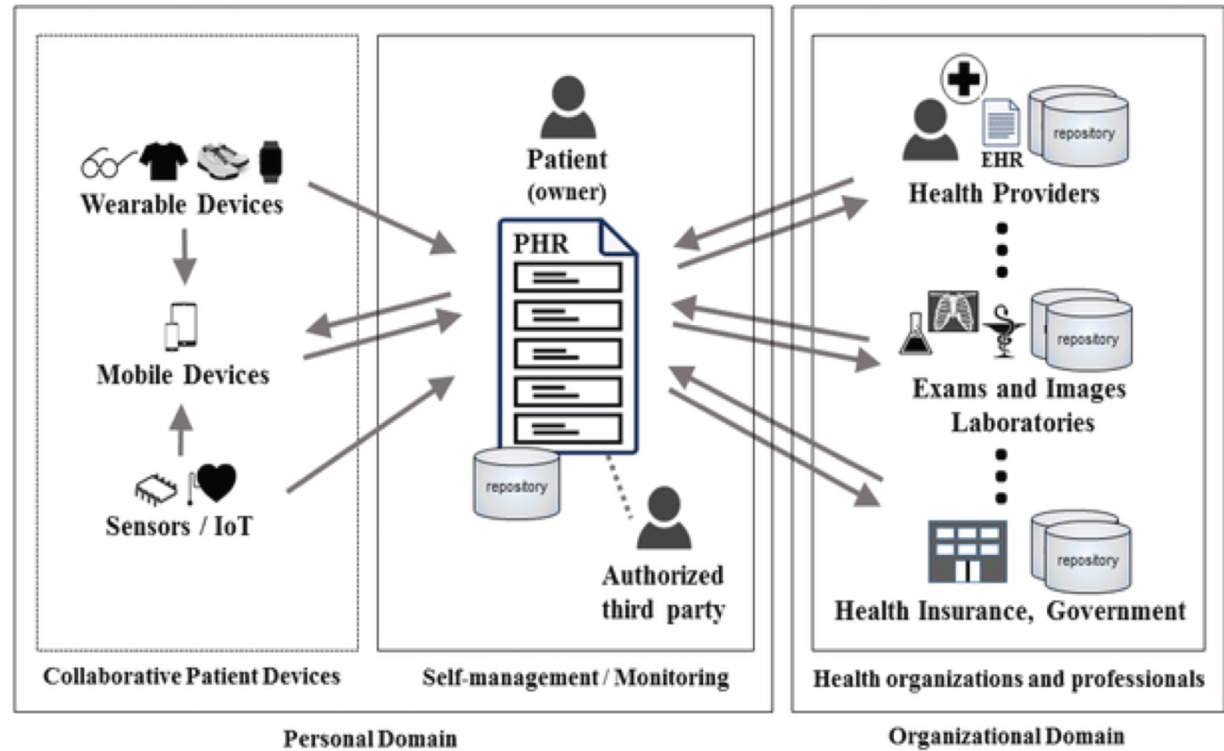 Wearable Devices
Mobile Devices
Sensors / IoT
Collaborative Patient Devices
Patient
(owner)
PHR
repository
Authorized
third party
Self-management / Monitoring
Personal Domain
EHR
repository
Health Providers
repository
Exams and Images
Laboratories
repository
Health Insurance, Government
Health organizations and professionals
Organizational Domain